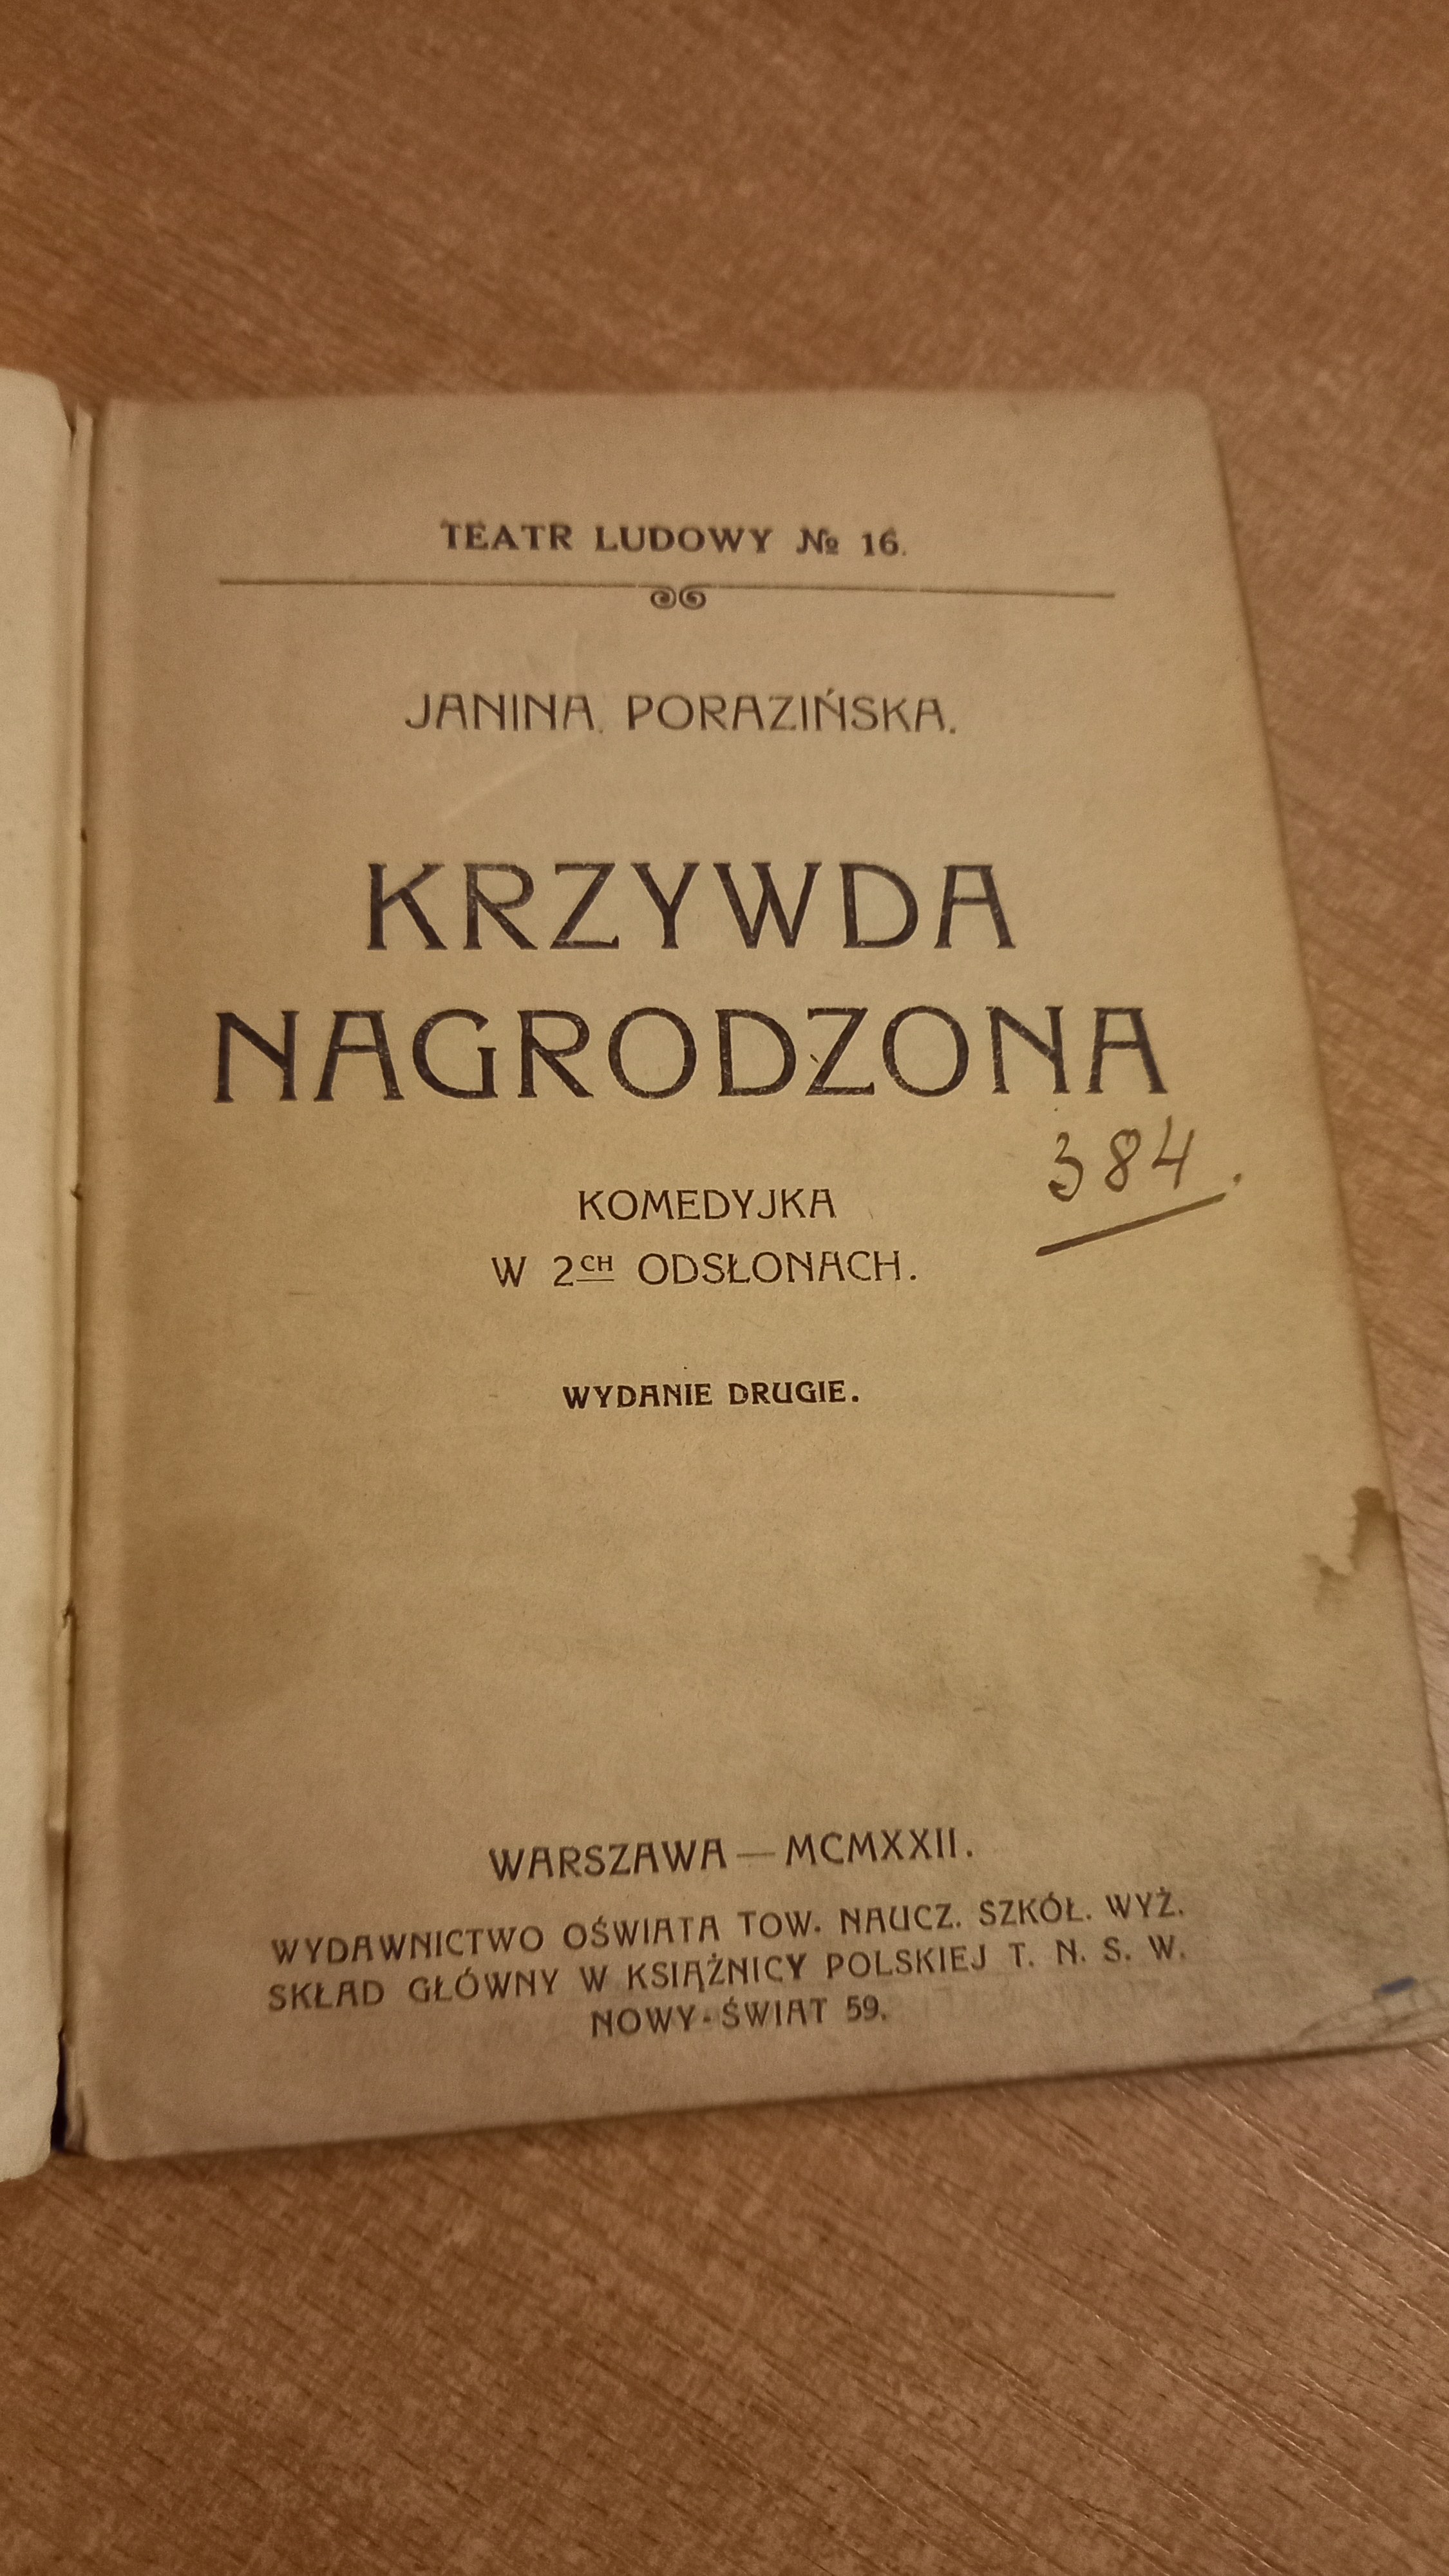 TEATR LUDOWY № 16.
JANINA PORAZIŃSKA.
KRZYWDA
NAGRODZONA
384.
KOMEDYJKA
W 2CH ODSŁONACH.
WYDANIE DRUGIE.
WARSZAWA — MCMXXII.
WYDAWNICTWO OŚWIATA TOW. NAUCZ. SZKÓŁ. WYŻ.
SKŁAD GŁÓWNY W KSIĄŻNICY POLSKIEJ T. N. S. W.
NOWY-ŚWIAT 59.